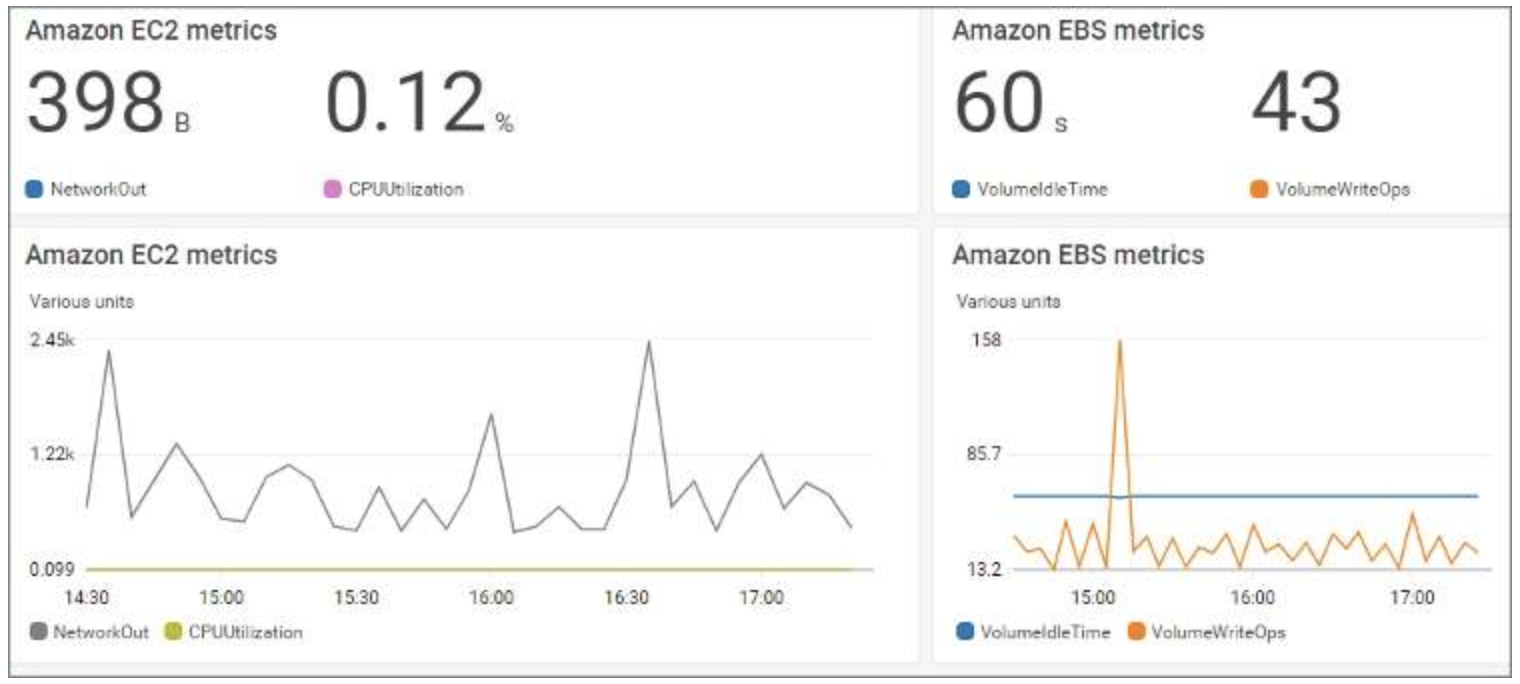 Amazon EC2 metrics
398 B 0.12 %
NetworkOut CPUUtilization
Amazon EBS metrics
60 s 43
VolumeIdleTime VolumeWriteOps
Amazon EC2 metrics
Various units
2.45k
1.22k
0.099
14:30 15:00 15:30 16:00 16:30 17:00
NetworkOut CPUUtilization
Amazon EBS metrics
Various units
158
85.7
13.2
15:00 16:00 17:00
VolumeIdleTime VolumeWriteOps